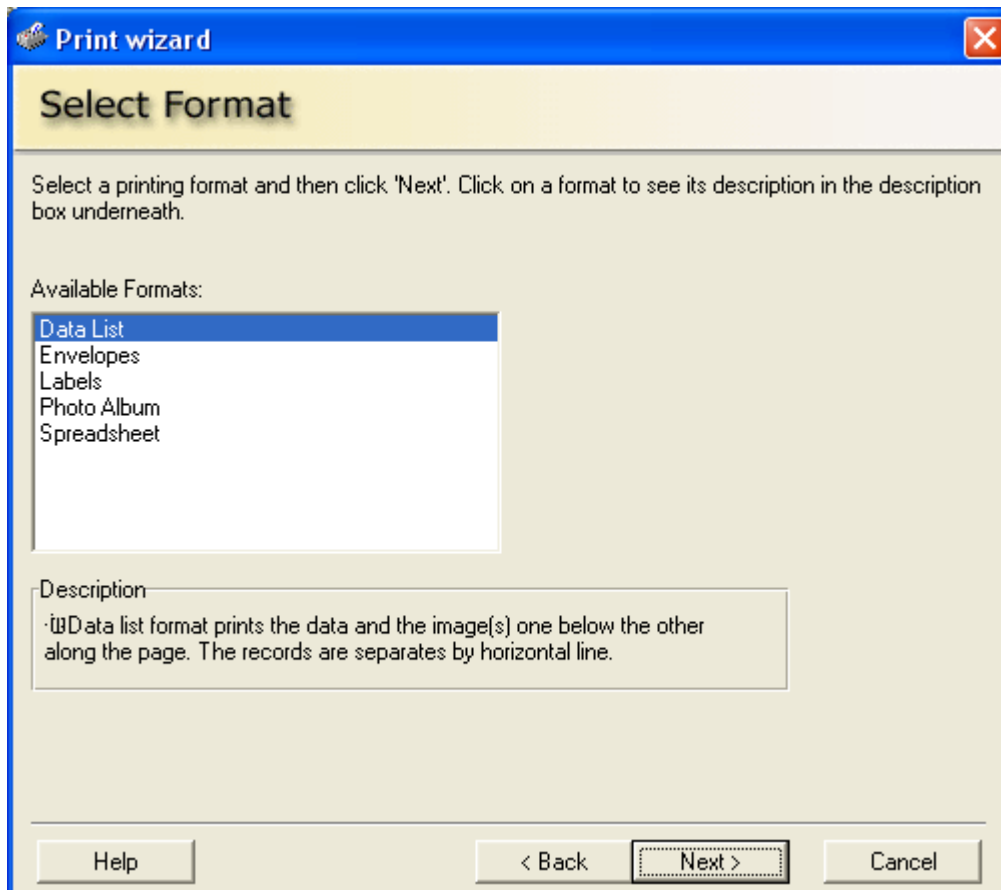 Print wizard
Select Format
Select a printing format and then click 'Next'. Click on a format to see its description in the description
box underneath.
Available Formats:
Data List
Envelopes
Labels
Photo Album
Spreadsheet
Description
Data list format prints the data and the image(s) one below the other
along the page. The records are separates by horizontal line.
Help
< Back
Next >
Cancel